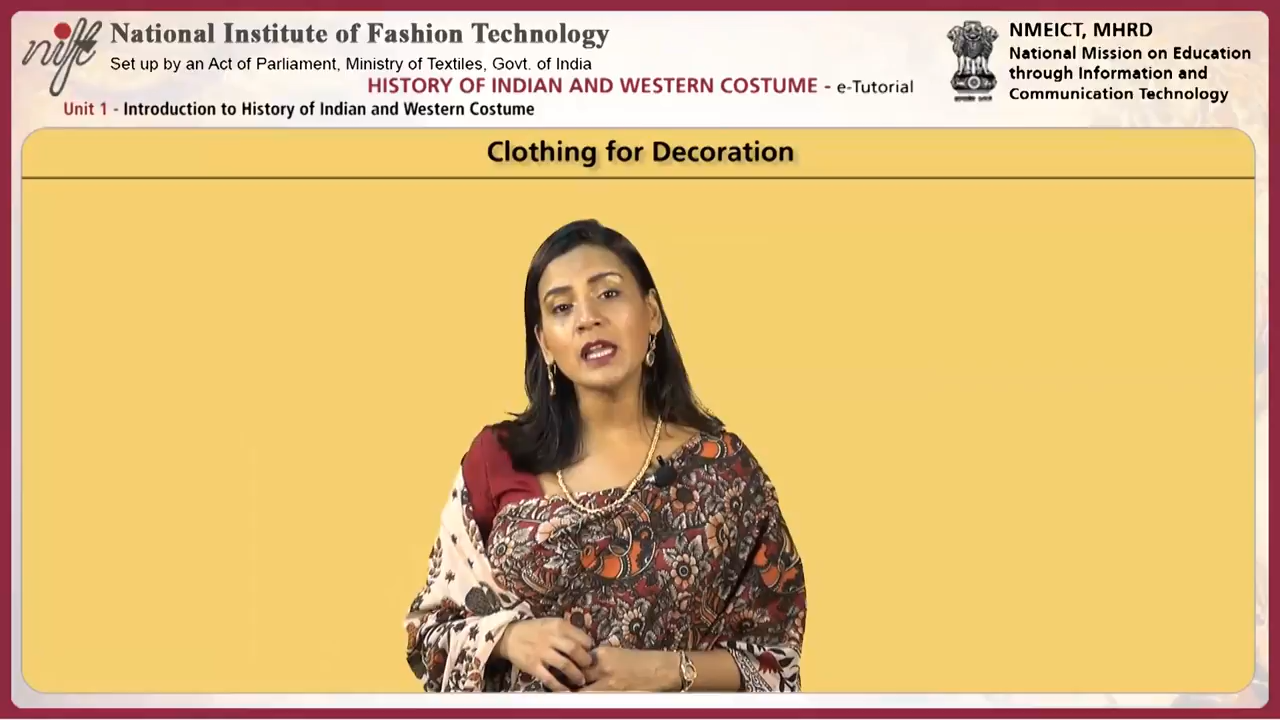 nift
National Institute of Fashion Technology
Set up by an Act of Parliament, Ministry of Textiles, Govt. of India
HISTORY OF INDIAN AND WESTERN COSTUME - e-Tutorial
Unit 1 - Introduction to History of Indian and Western Costume
NMEICT, MHRD
National Mission on Education
through Information and
Communication Technology
Clothing for Decoration